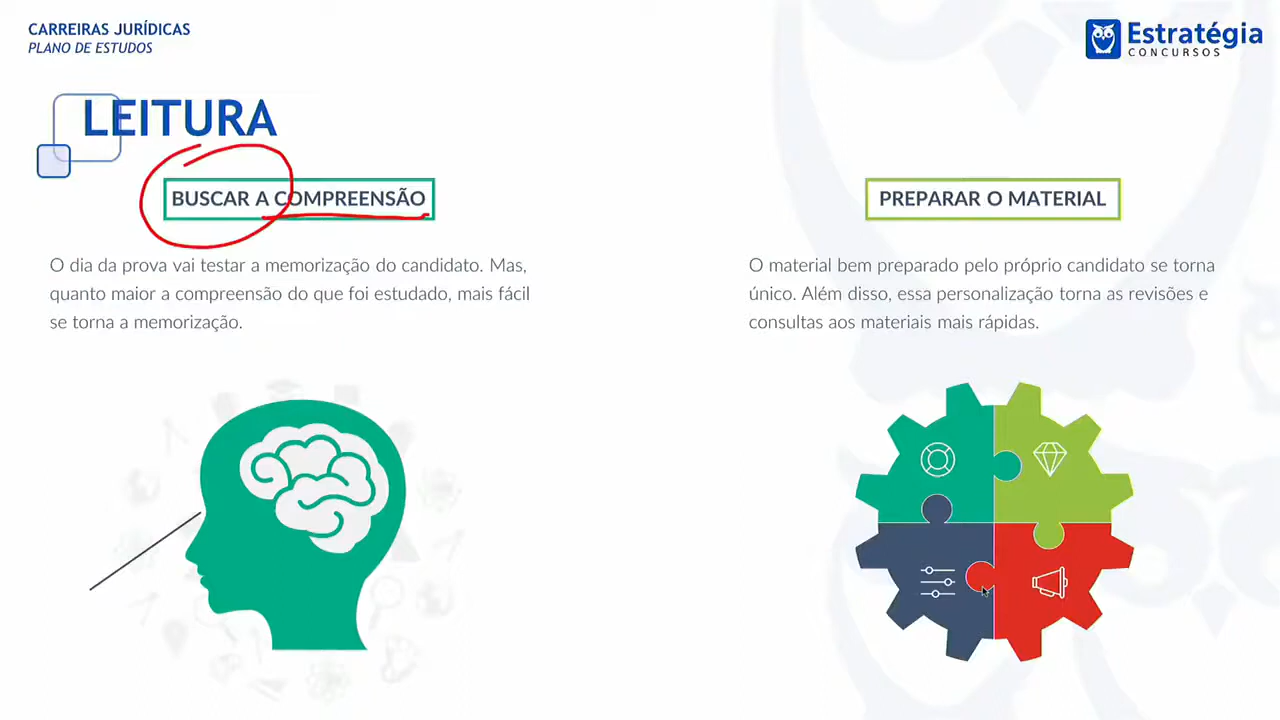 CARREIRAS JURÍDICAS
PLANO DE ESTUDOS
Estratégia
CONCURSOS
LEITURA
BUSCAR A COMPREENSÃO
O dia da prova vai testar a memorização do candidato. Mas,
quanto maior a compreensão do que foi estudado, mais fácil
se torna a memorização.
PREPARAR O MATERIAL
O material bem preparado pelo próprio candidato se torna
único. Além disso, essa personalização torna as revisões e
consultas aos materiais mais rápidas.